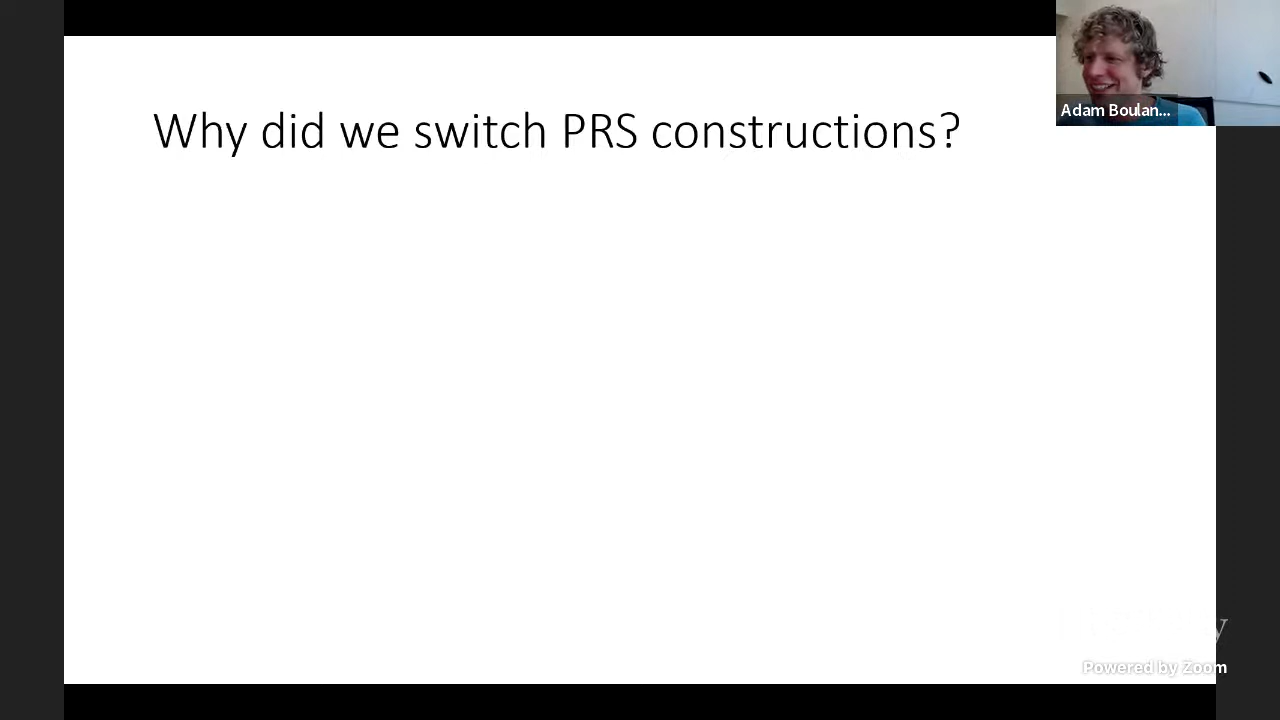 Why did we switch PRS constructions?
Adam Boulan...
Powered by Zoom